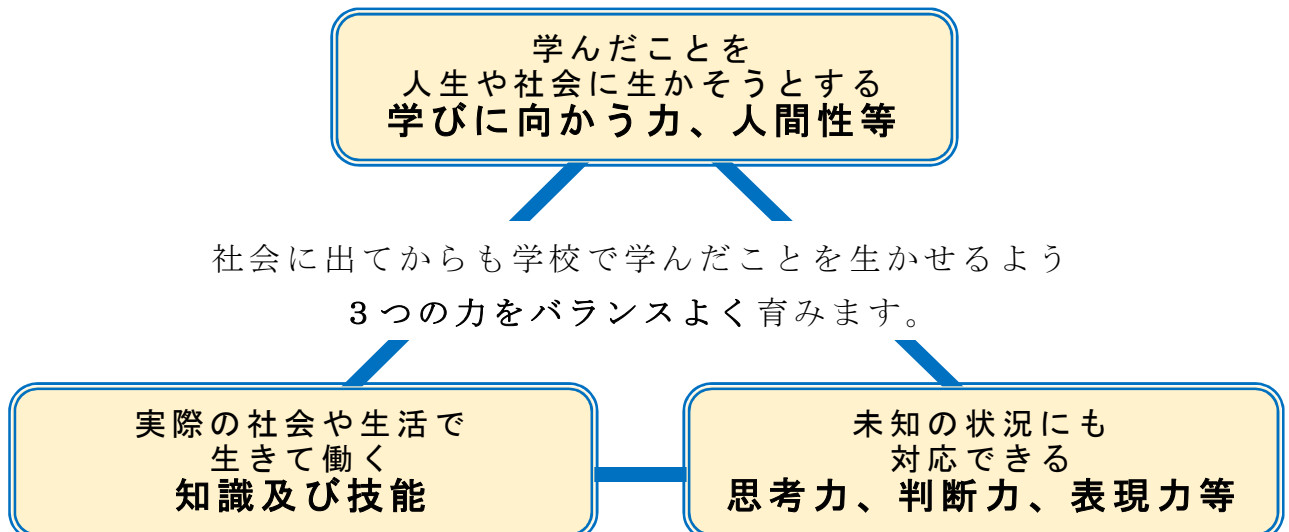 学んだことを
人生や社会に生かそうとする
学びに向かう力、人間性等
社会に出てからも学校で学んだことを生かせるよう
３つの力をバランスよく育みます。
実際の社会や生活で
生きて働く
知識及び技能
未知の状況にも
対応できる
思考力、判断力、表現力等